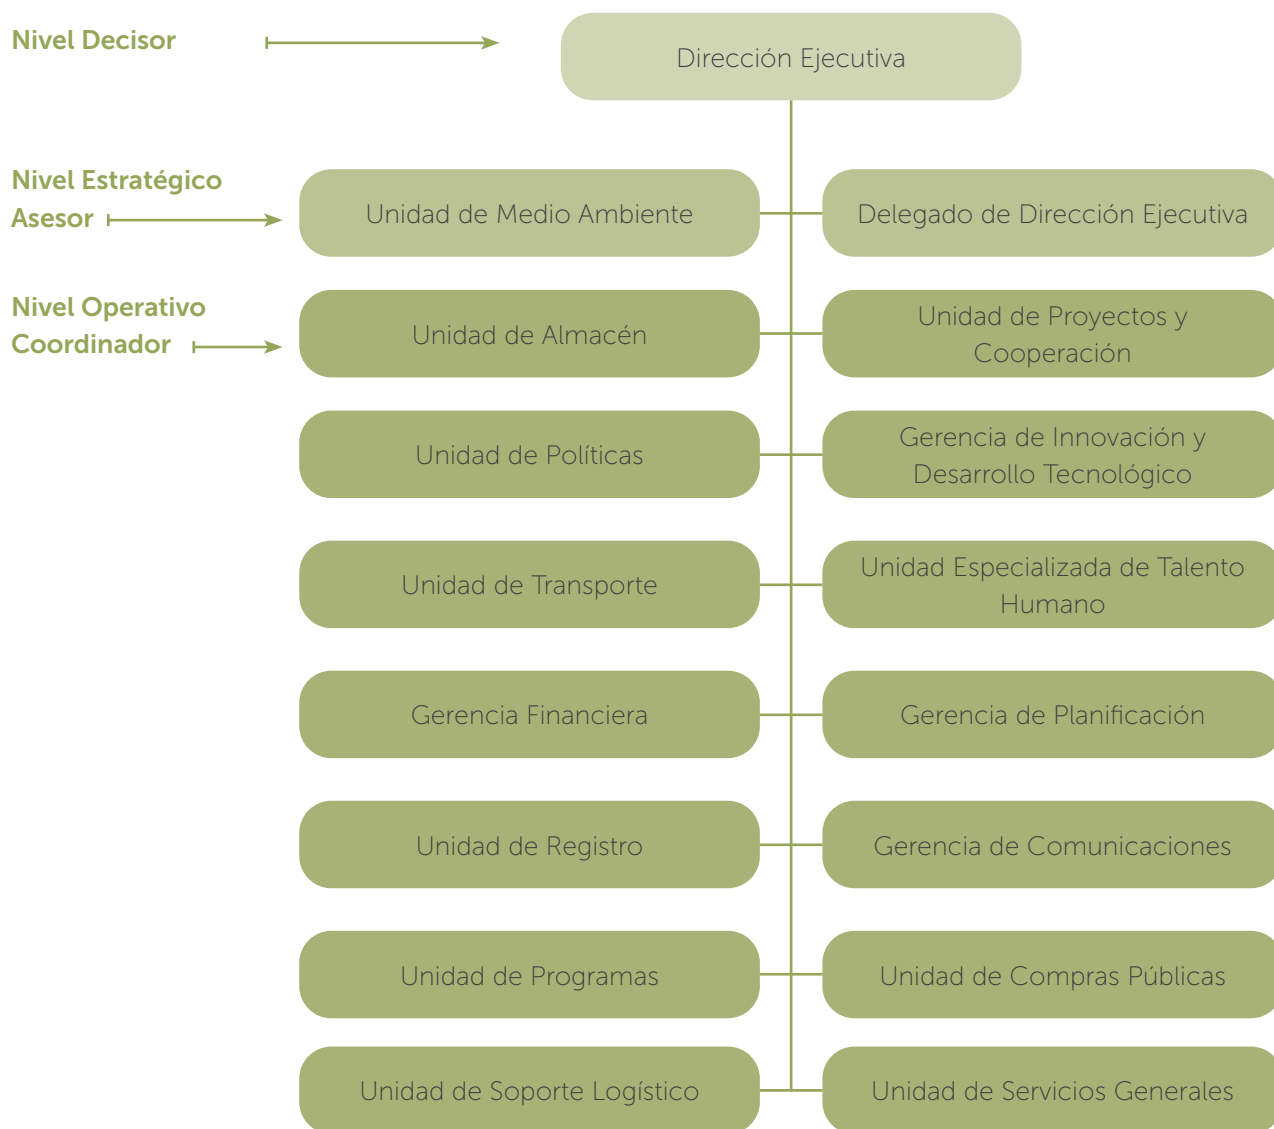 Nivel Decisor
Dirección Ejecutiva
Nivel Estratégico
Asesor
Unidad de Medio Ambiente
Delegado de Dirección Ejecutiva
Nivel Operativo
Coordinador
Unidad de Almacén
Unidad de Proyectos y
Cooperación
Unidad de Políticas
Gerencia de Innovación y
Desarrollo Tecnológico
Unidad de Transporte
Unidad Especializada de Talento
Humano
Gerencia Financiera
Gerencia de Planificación
Unidad de Registro
Gerencia de Comunicaciones
Unidad de Programas
Unidad de Compras Públicas
Unidad de Soporte Logístico
Unidad de Servicios Generales